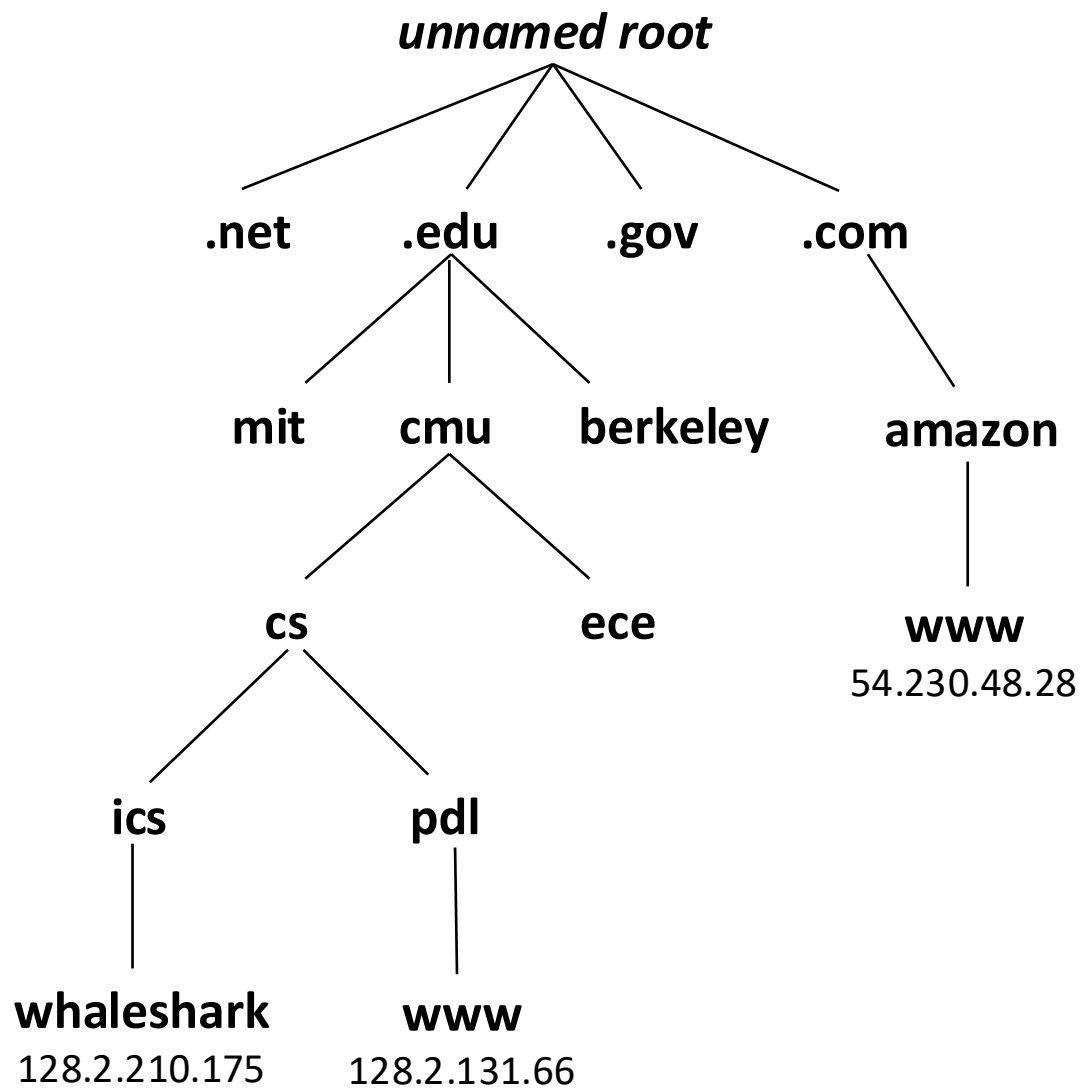 unnamed root
.net .edu .gov .com
mit cmu berkeley amazon
cs ece www
54.230.48.28
ics pdl
whaleshark www
128.2.210.175 128.2.131.66